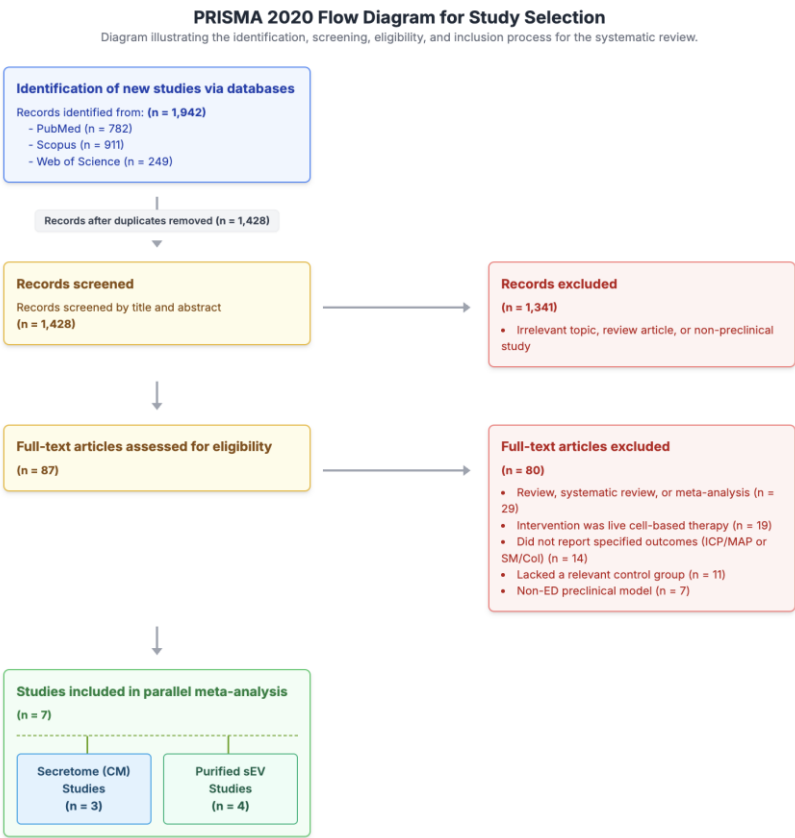 PRISMA 2020 Flow Diagram for Study Selection
Diagram illustrating the identification, screening, eligibility, and inclusion process for the systematic review.
Identification of new studies via databases
Records identified from: (n = 1,942)
- PubMed (n = 782)
- Scopus (n = 911)
- Web of Science (n = 249)
Records after duplicates removed (n = 1,428)
Records screened
Records screened by title and abstract
(n = 1,428)
Records excluded
(n = 1,341)
• Irrelevant topic, review article, or non-preclinical
study
Full-text articles assessed for eligibility
(n = 87)
Full-text articles excluded
(n = 80)
• Review, systematic review, or meta-analysis (n =
29)
• Intervention was live cell-based therapy (n = 19)
• Did not report specified outcomes (ICP/MAP or
SM/Col) (n = 14)
• Lacked a relevant control group (n = 11)
• Non-ED preclinical model (n = 7)
Studies included in parallel meta-analysis
(n = 7)
Secretome (CM)
Studies
(n = 3)
Purified sEV
Studies
(n = 4)